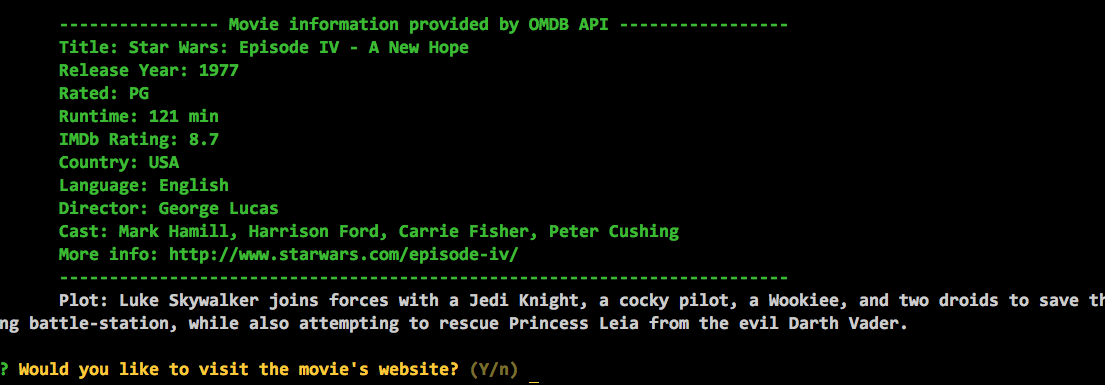 ---------------- Movie information provided by OMDB API -----------------
Title: Star Wars: Episode IV - A New Hope
Release Year: 1977
Rated: PG
Runtime: 121 min
IMDb Rating: 8.7
Country: USA
Language: English
Director: George Lucas
Cast: Mark Hamill, Harrison Ford, Carrie Fisher, Peter Cushing
More info: http://www.starwars.com/episode-iv/
-------------------------------------------------------------------------
Plot: Luke Skywalker joins forces with a Jedi Knight, a cocky pilot, a Wookiee, and two droids to save th
ng battle-station, while also attempting to rescue Princess Leia from the evil Darth Vader.
? Would you like to visit the movie's website? (Y/n) _